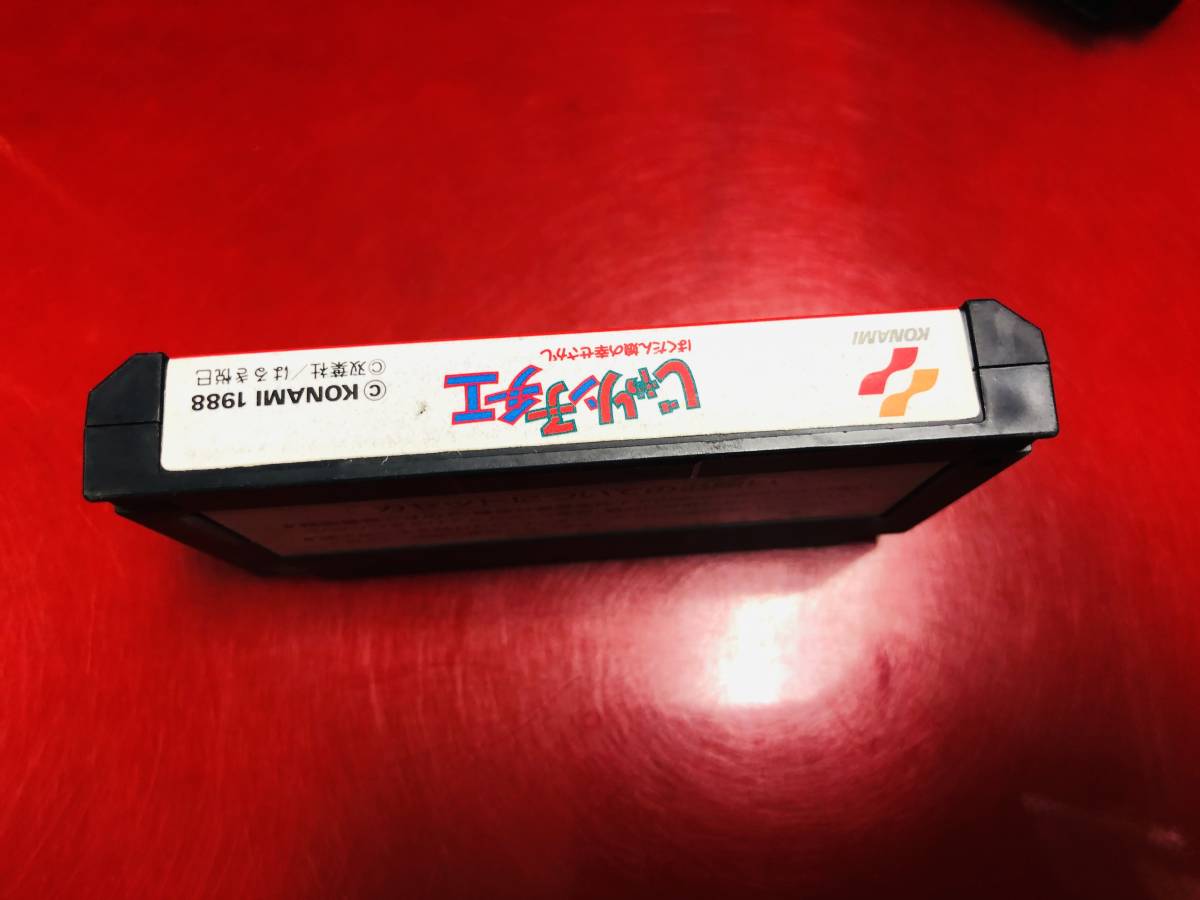 KONAMI
じゃりン子チエ
ばくだん娘の幸せさがし
© KONAMI 1988
©双葉社/はるき悦巳